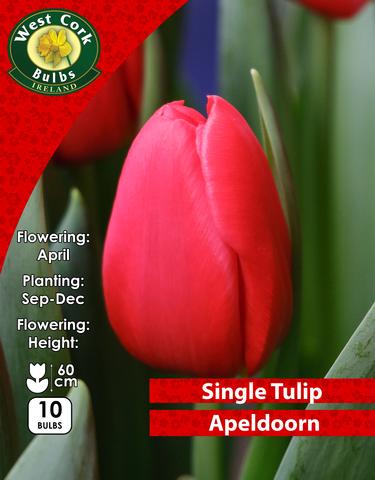 West Cork
Bulbs
IRELAND
Flowering:
April
Planting:
Sep-Dec
Flowering:
Height:
60
cm
10
BULBS
Single Tulip
Apeldoorn